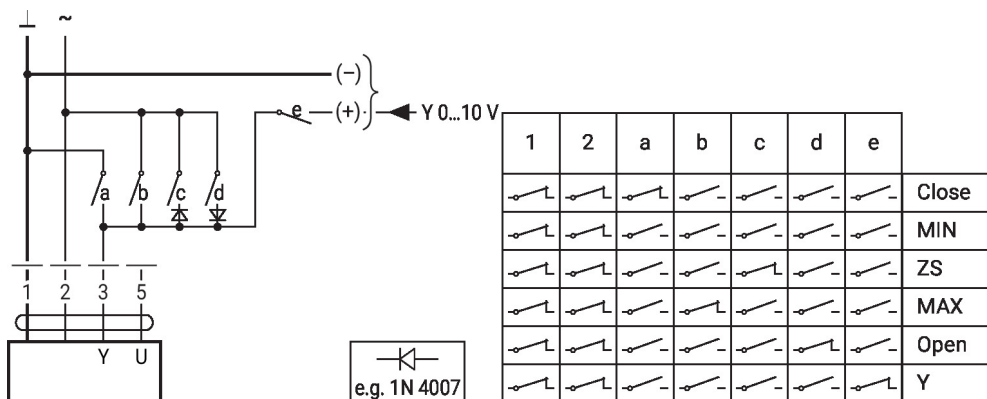 ⊥ ~
(–)
e (+) Y 0...10 V
a b c d
1 2 3 5
Y U
e.g. 1N 4007
1 2 a b c d e
Close
MIN
ZS
MAX
Open
Y